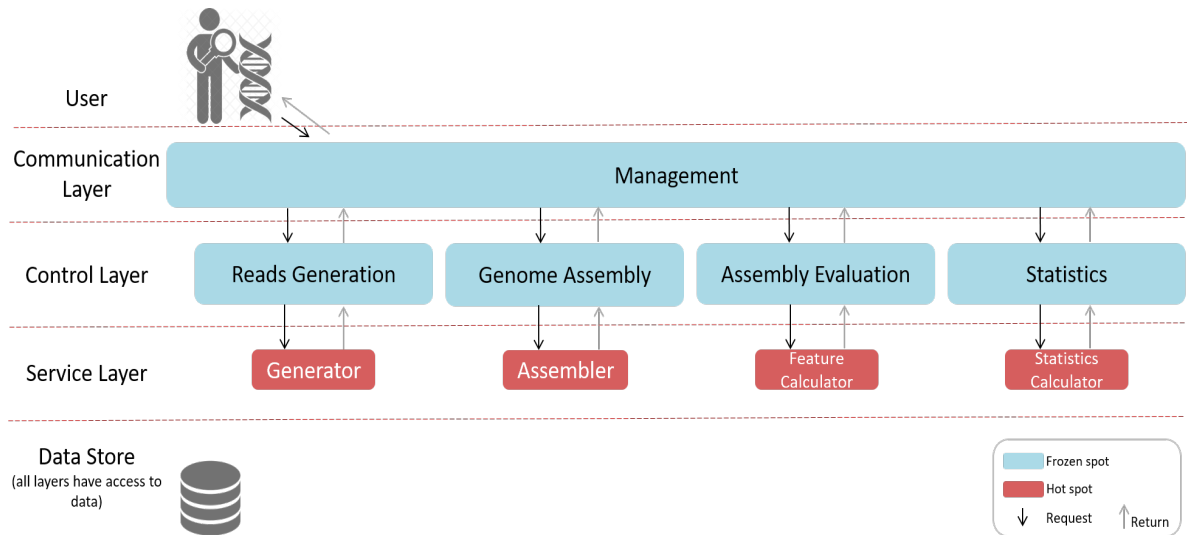 User
Communication
Layer
Management
Control Layer
Reads Generation
Genome Assembly
Assembly Evaluation
Statistics
Service Layer
Generator
Assembler
Feature
Calculator
Statistics
Calculator
Data Store
(all layers have access to
data)
Frozen spot
Hot spot
Request
Return